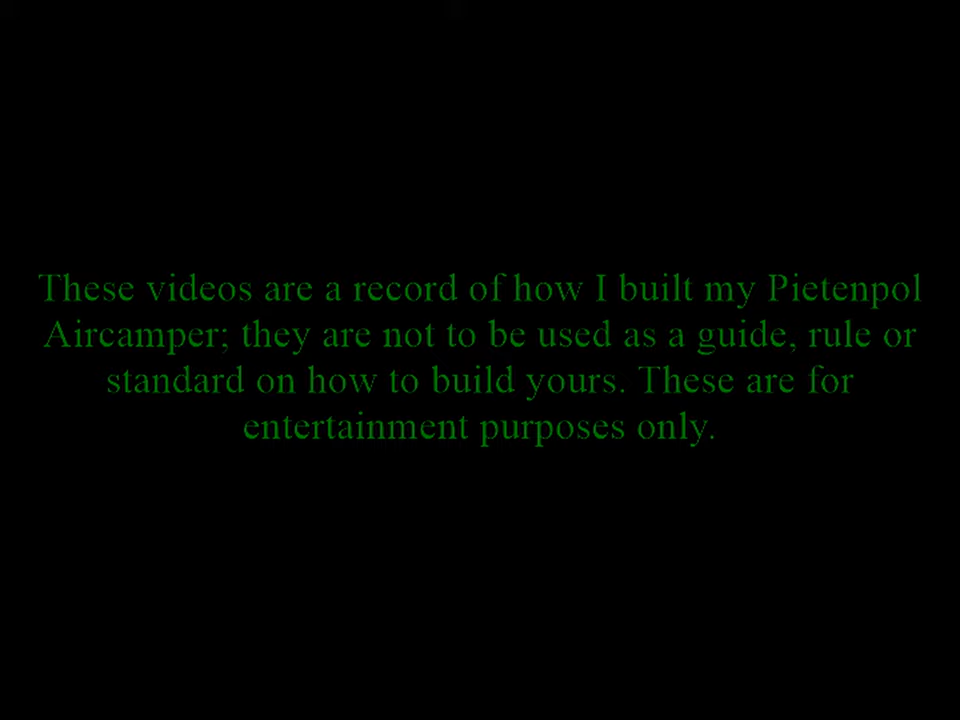 These videos are a record of how I built my Pietenpol
Aircamper; they are not to be used as a guide, rule or
standard on how to build yours. These are for
entertainment purposes only.